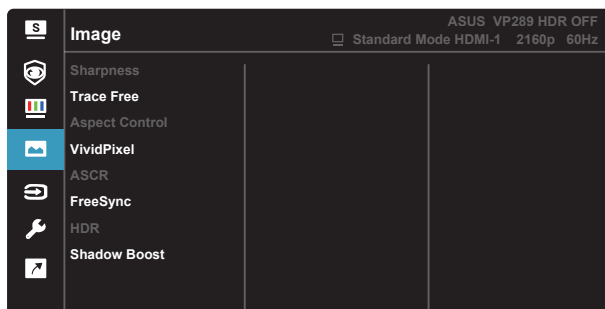 S
Image
ASUS VP289 HDR OFF
Standard Mode HDMI-1 2160p 60Hz
Sharpness
Trace Free
Aspect Control
VividPixel
ASCR
FreeSync
HDR
Shadow Boost